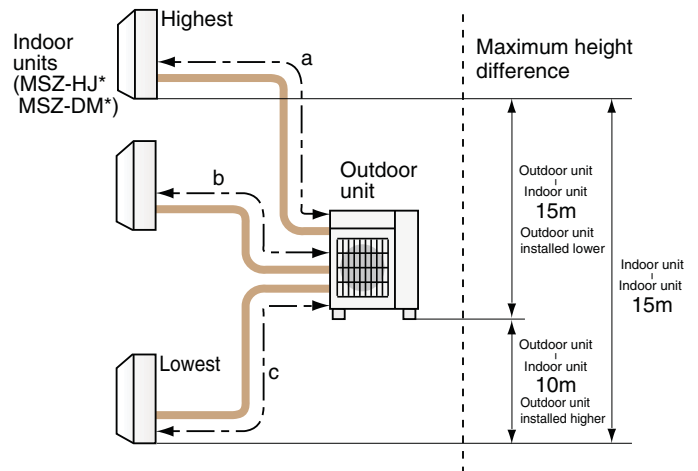 Highest
Indoor
units
(MSZ-HJ*
MSZ-DM*)
a
Maximum height
difference
b
Outdoor
unit
Outdoor unit
Indoor unit
15m
Outdoor unit
installed lower
Indoor unit
Indoor unit
15m
Lowest
c
Outdoor unit
Indoor unit
10m
Outdoor unit
installed higher